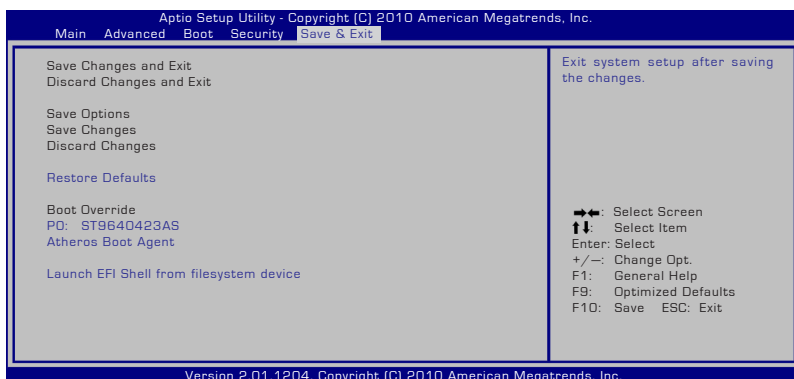 Aptio Setup Utility - Copyright (C) 2010 American Megatrends, Inc.
Main Advanced Boot Security Save & Exit
Save Changes and Exit
Discard Changes and Exit
Save Options
Save Changes
Discard Changes
Restore Defaults
Boot Override
P0: ST9640423AS
Atheros Boot Agent
Launch EFI Shell from filesystem device
Exit system setup after saving
the changes.
→←: Select Screen
↑↓: Select Item
Enter: Select
+/—: Change Opt.
F1: General Help
F9: Optimized Defaults
F10: Save ESC: Exit
Version 2.01.1204. Copyright (C) 2010 American Megatrends, Inc.